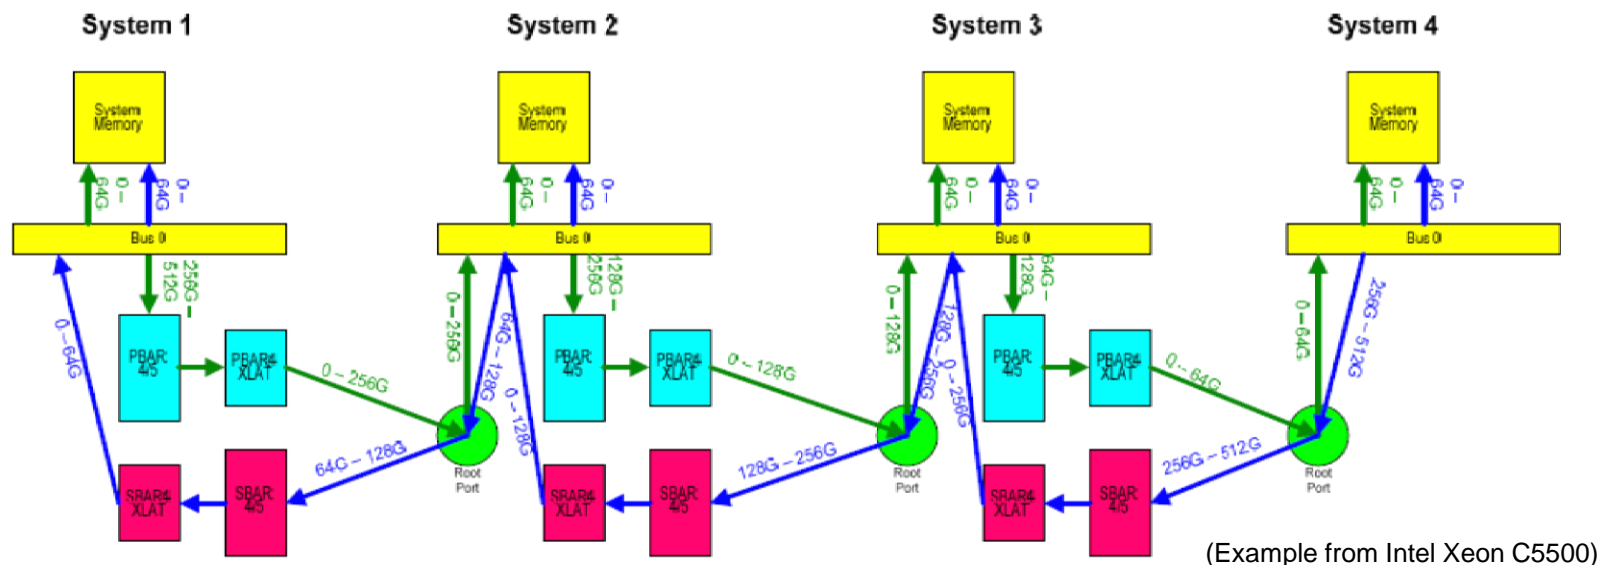 System 1
System 2
System 3
System 4
System
Memory
System
Memory
System
Memory
System
Memory
0 –
64G
0 –
64G
0 –
64G
0 –
64G
0 –
64G
0 –
64G
0 –
64G
0 –
64G
Bus 0
Bus 0
Bus 0
Bus 0
256G –
512G
128G –
256G
64G –
128G
0 – 64G
PBAR:
4/5
PBAR4
XLAT
0 – 256G
0 – 256G
64G – 128G
0 – 128G
PBAR:
4/5
PBAR4
XLAT
0 – 128G
0 – 128G
128G – 256G
0 – 256G
PBAR:
4/5
PBAR4
XLAT
0 – 64G
0 – 64G
256G – 512G
SBAR4
XLAT
SBAR:
4/5
64G – 128G
Root
Port
SBAR4
XLAT
SBAR:
4/5
128G – 256G
Root
Port
SBAR4
XLAT
SBAR:
4/5
256G – 512G
Root
Port
(Example from Intel Xeon C5500)